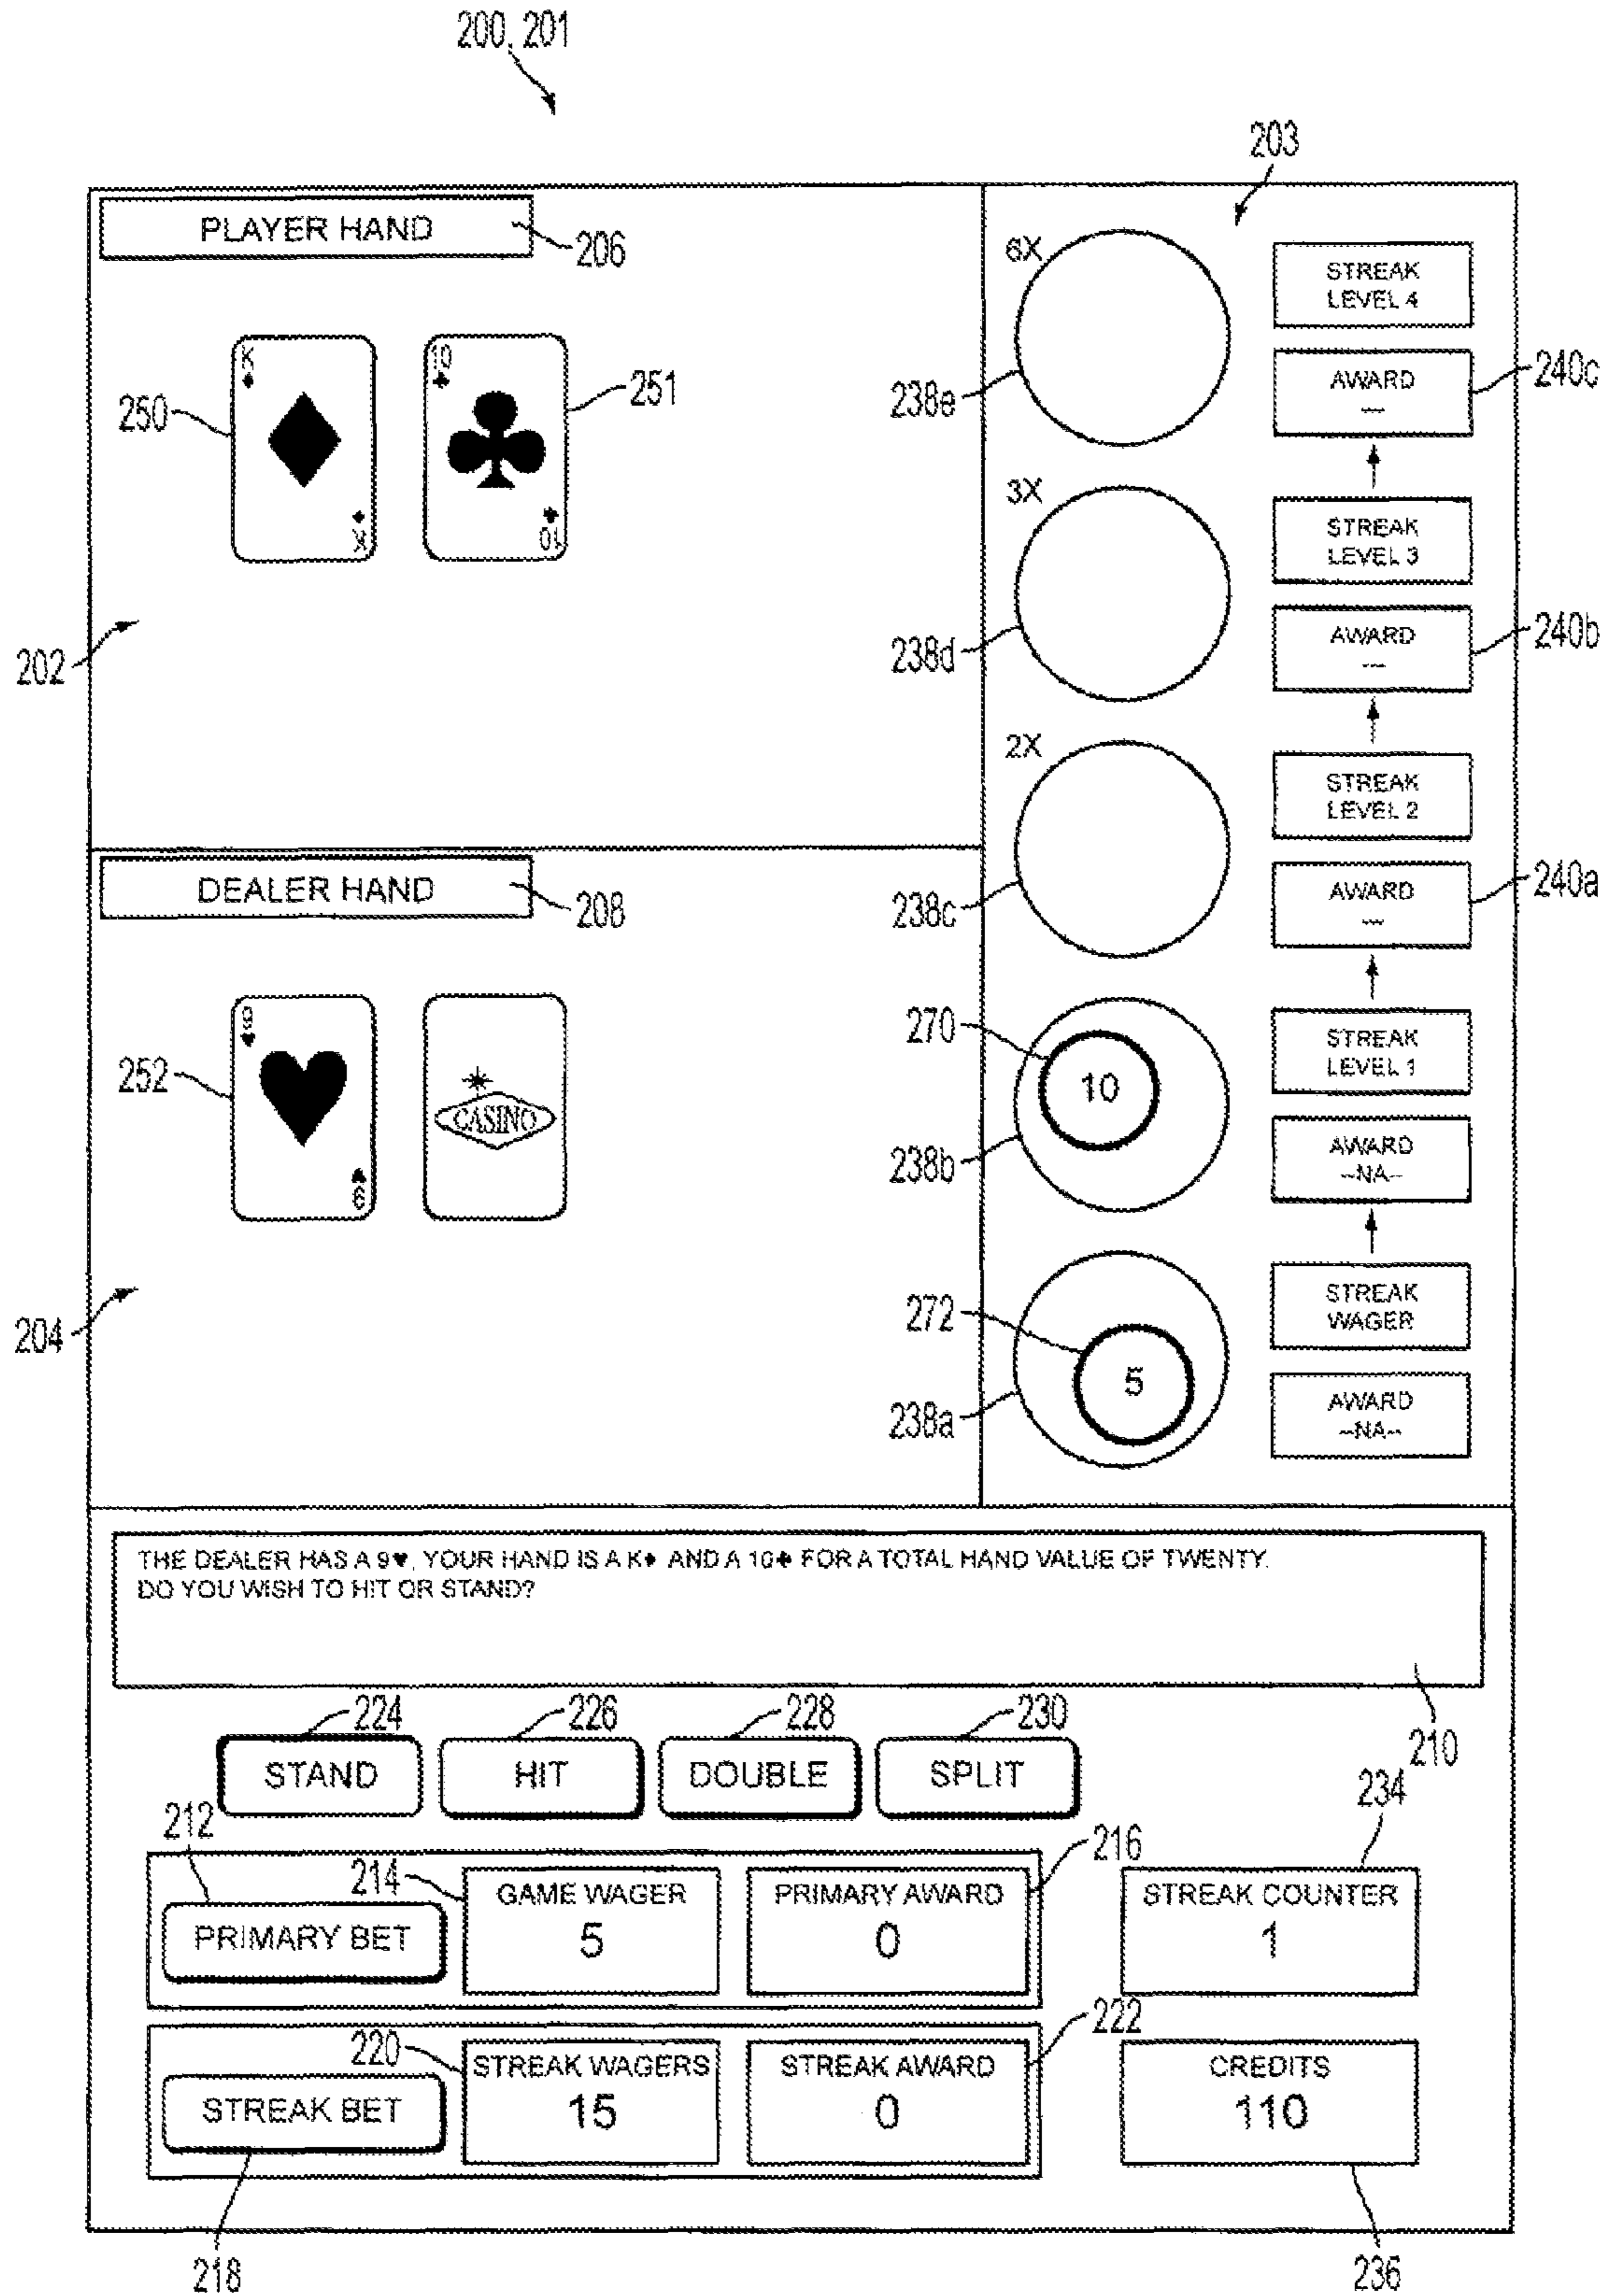 200, 201
203
PLAYER HAND
206
K
K
250
10
10
251
202
DEALER HAND
208
9
9
252
CASINO
204
6X
238e
STREAK
LEVEL 4
AWARD
---
240c
3X
238d
STREAK
LEVEL 3
AWARD
---
240b
2X
238c
STREAK
LEVEL 2
AWARD
---
240a
270
10
238b
STREAK
LEVEL 1
AWARD
--NA--
272
5
238a
STREAK
WAGER
AWARD
--NA--
THE DEALER HAS A 9♥, YOUR HAND IS A K♦ AND A 10♣ FOR A TOTAL HAND VALUE OF TWENTY.
DO YOU WISH TO HIT OR STAND?
210
224
STAND
226
HIT
228
DOUBLE
230
SPLIT
212
PRIMARY BET
214
GAME WAGER
5
PRIMARY AWARD
0
216
234
STREAK COUNTER
1
218
STREAK BET
220
STREAK WAGERS
15
STREAK AWARD
0
222
CREDITS
110
236